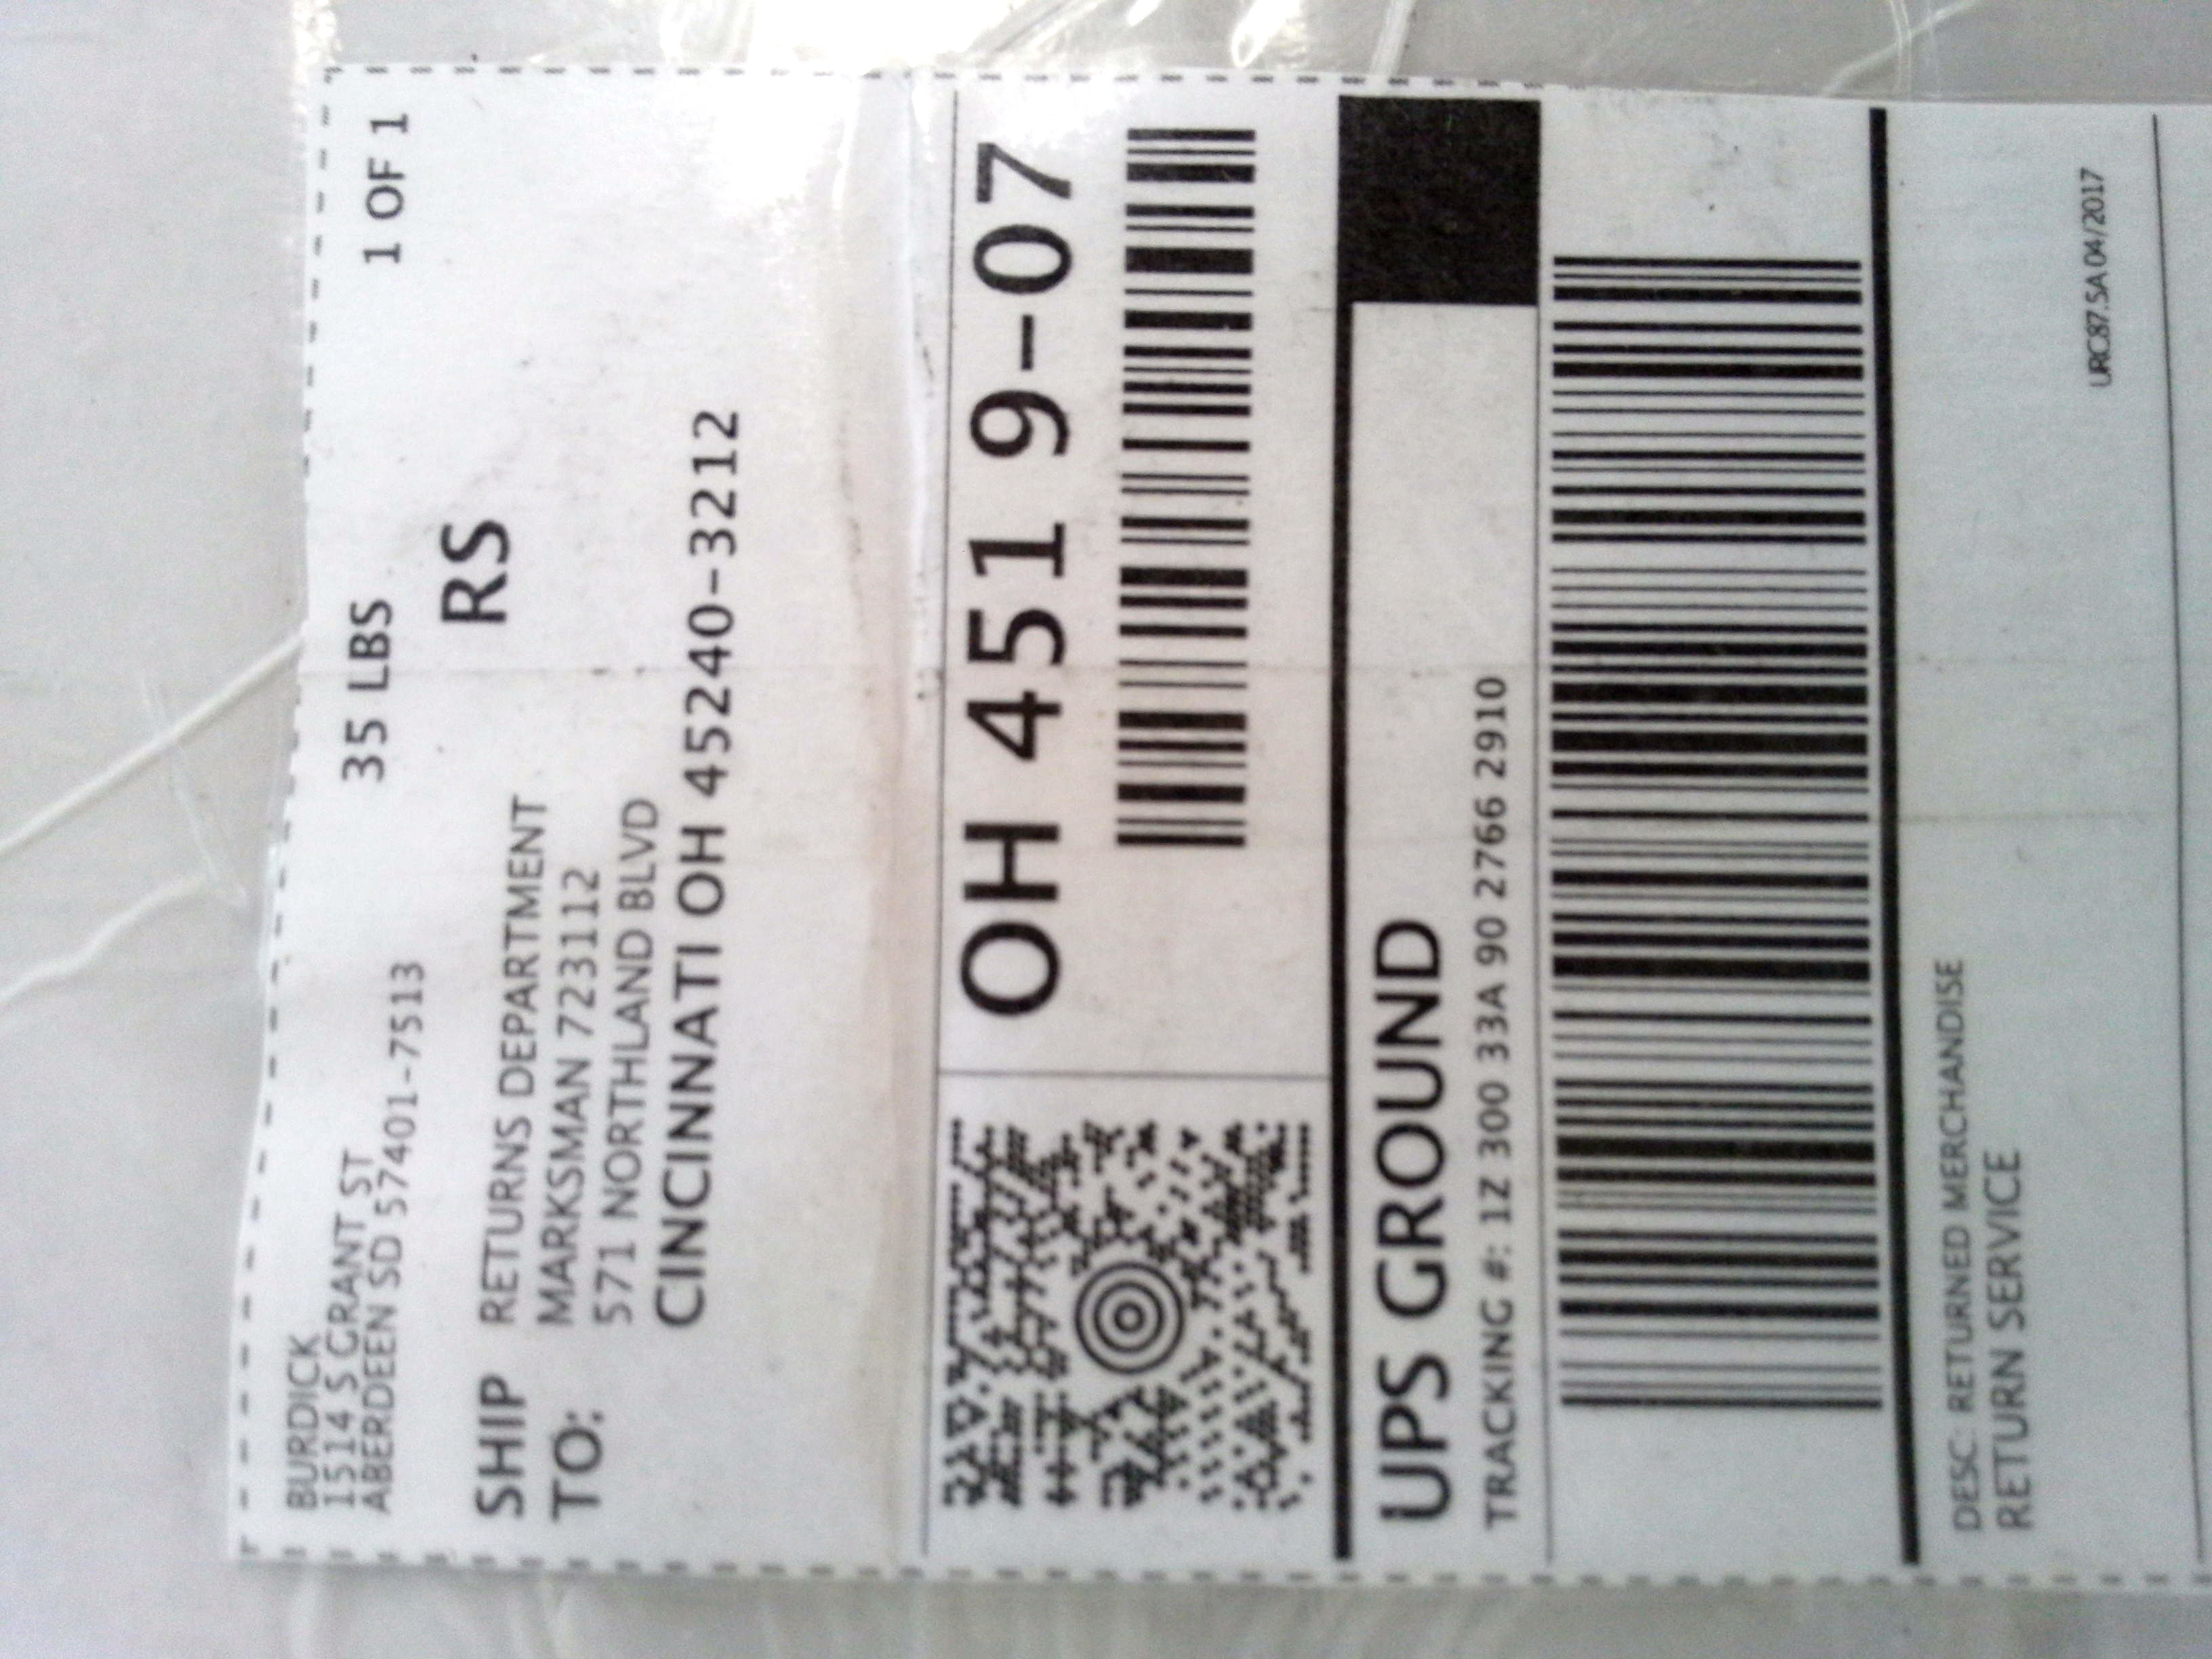 BURDICK
1514 S GRANT ST
ABERDEEN SD 57401-7513
35 LBS
1 OF 1
RS
SHIP TO:
RETURNS DEPARTMENT
MARKSMAN 723112
571 NORTHLAND BLVD
CINCINNATI OH 45240-3212
OH 451 9-07
UPS GROUND
TRACKING #: 1Z 300 33A 90 2766 2910
DESC: RETURNED MERCHANDISE
RETURN SERVICE
URC87.5A 04/2017